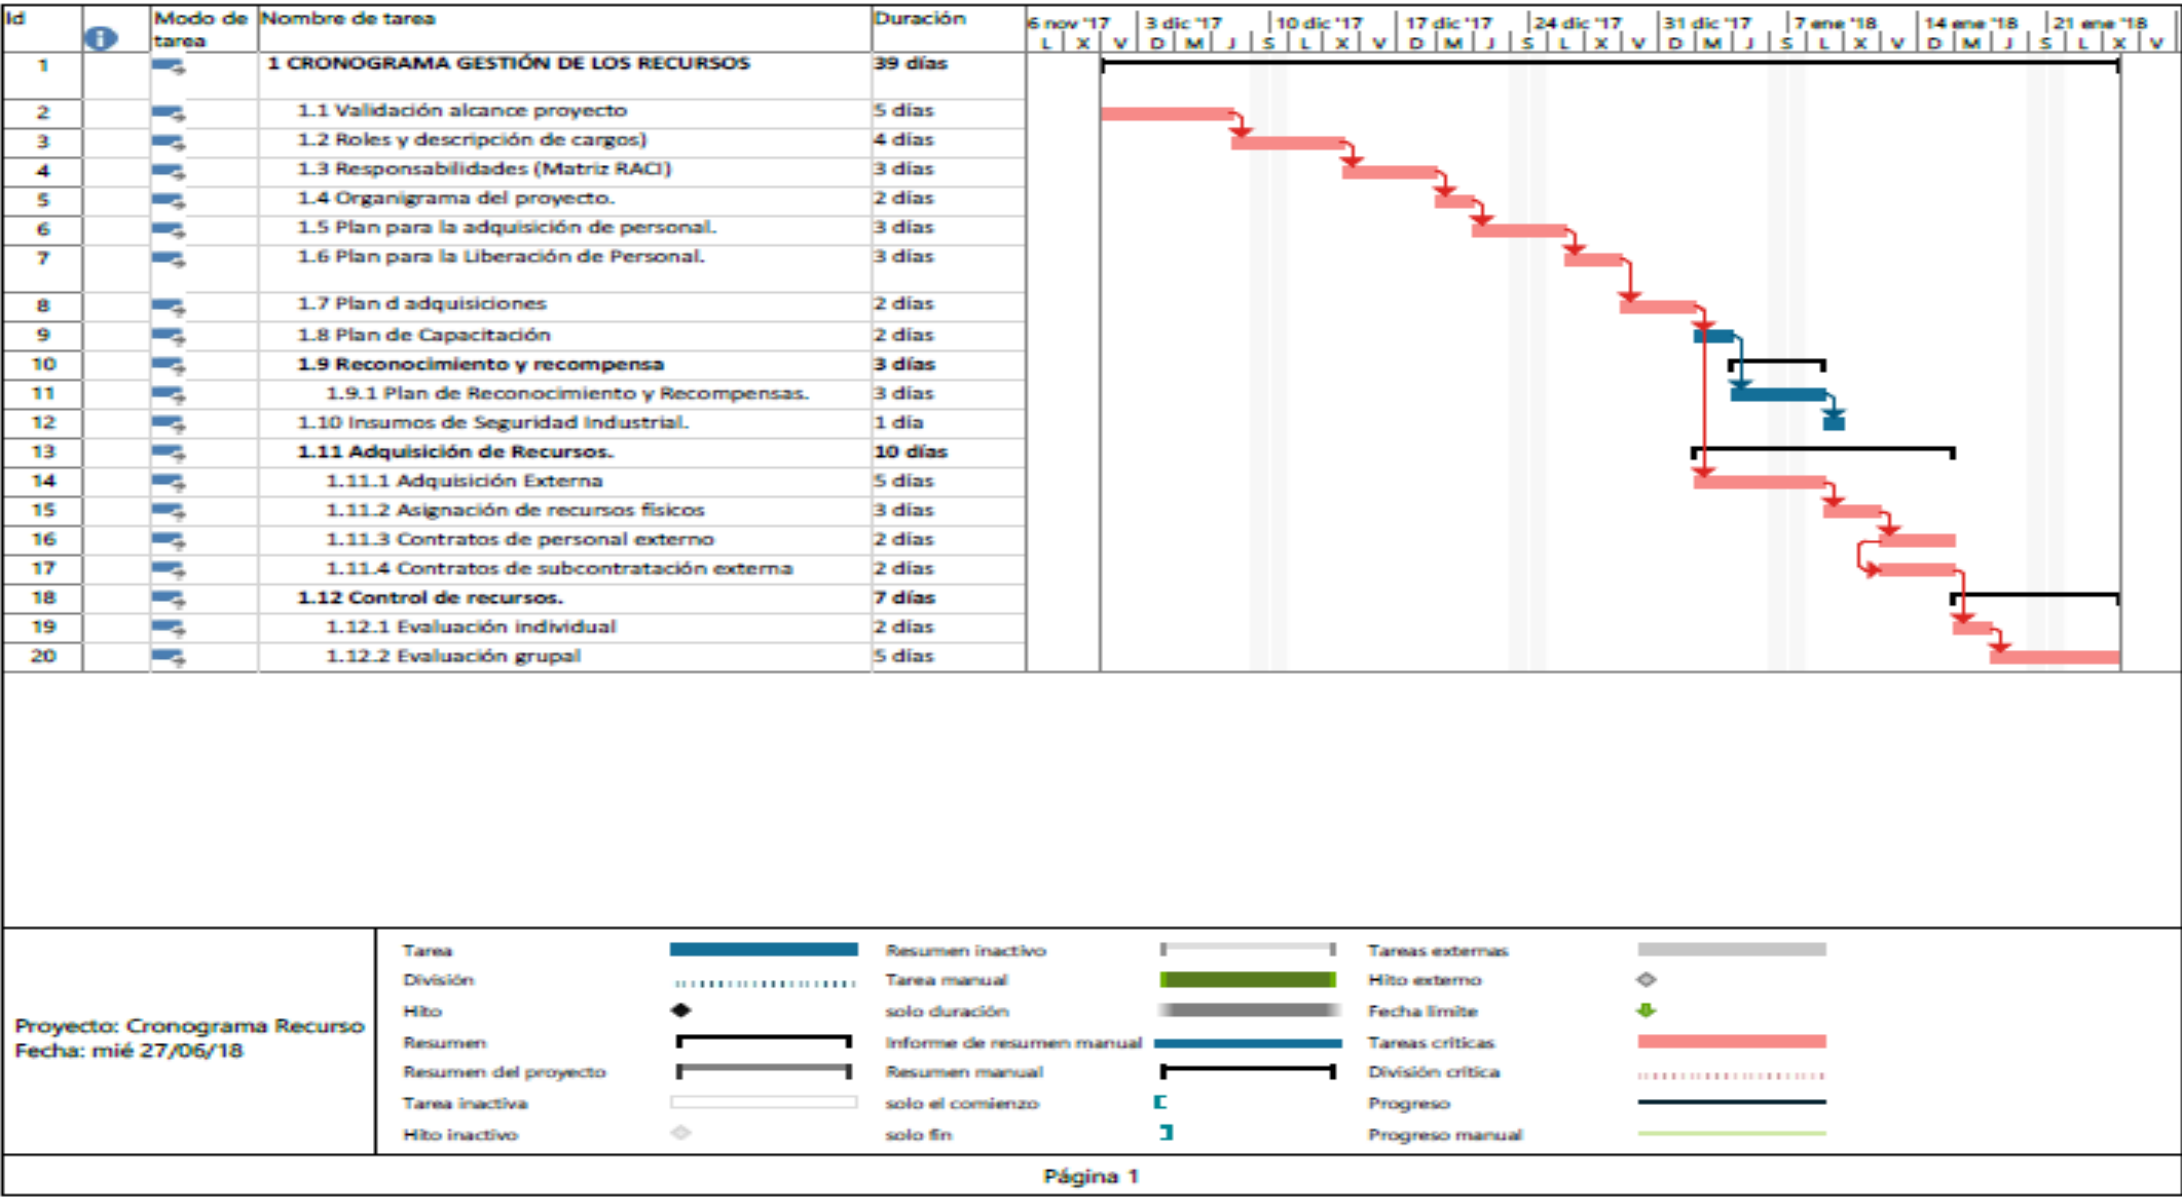 Id Modo de tarea Nombre de tarea Duración
6 nov '17 3 dic '17 10 dic '17 17 dic '17 24 dic '17 31 dic '17 7 ene '18 14 ene '18 21 ene '18
L X V D M J S L X V D M J S L X V D M J S L X V D M J S L X V
1 1 CRONOGRAMA GESTIÓN DE LOS RECURSOS 39 días
2 1.1 Validación alcance proyecto 5 días
3 1.2 Roles y descripción de cargos) 4 días
4 1.3 Responsabilidades (Matriz RACI) 3 días
5 1.4 Organigrama del proyecto. 2 días
6 1.5 Plan para la adquisición de personal. 3 días
7 1.6 Plan para la Liberación de Personal. 3 días
8 1.7 Plan d adquisiciones 2 días
9 1.8 Plan de Capacitación 2 días
10 1.9 Reconocimiento y recompensa 3 días
11 1.9.1 Plan de Reconocimiento y Recompensas. 3 días
12 1.10 Insumos de Seguridad Industrial. 1 día
13 1.11 Adquisición de Recursos. 10 días
14 1.11.1 Adquisición Externa 5 días
15 1.11.2 Asignación de recursos físicos 3 días
16 1.11.3 Contratos de personal externo 2 días
17 1.11.4 Contratos de subcontratación externa 2 días
18 1.12 Control de recursos. 7 días
19 1.12.1 Evaluación individual 2 días
20 1.12.2 Evaluación grupal 5 días
Proyecto: Cronograma Recurso
Fecha: mié 27/06/18
Tarea
División
Hito
Resumen
Resumen del proyecto
Tarea inactiva
Hito inactivo
Resumen inactivo
Tarea manual
solo duración
Informe de resumen manual
Resumen manual
solo el comienzo
solo fin
Tareas externas
Hito externo
Fecha límite
Tareas críticas
División crítica
Progreso
Progreso manual
Página 1